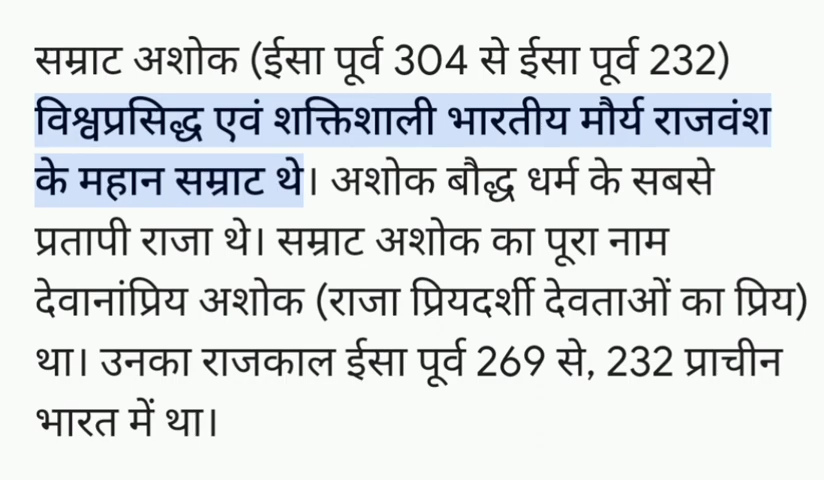 सम्राट अशोक (ईसा पूर्व 304 से ईसा पूर्व 232)
विश्वप्रसिद्ध एवं शक्तिशाली भारतीय मौर्य राजवंश
के महान सम्राट थे। अशोक बौद्ध धर्म के सबसे
प्रतापी राजा थे। सम्राट अशोक का पूरा नाम
देवानांप्रिय अशोक (राजा प्रियदर्शी देवताओं का प्रिय)
था। उनका राजकाल ईसा पूर्व 269 से, 232 प्राचीन
भारत में था।